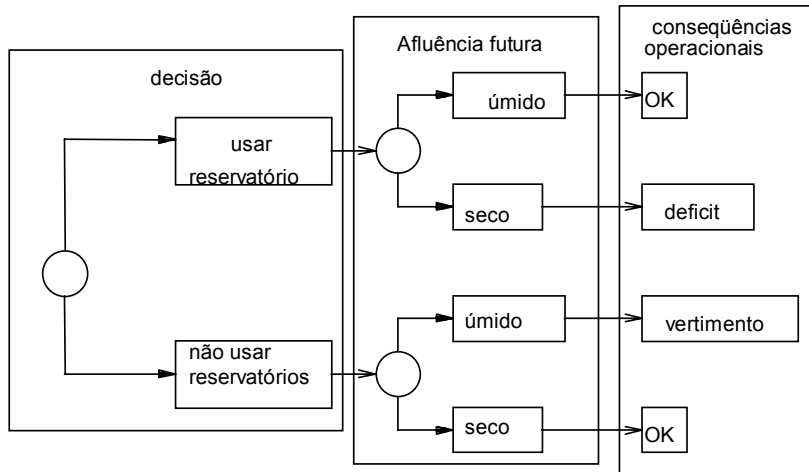 decisão
usar
reservatório
não usar
reservatórios
Afluência futura
úmido
seco
úmido
seco
conseqüências
operacionais
OK
deficit
vertimento
OK